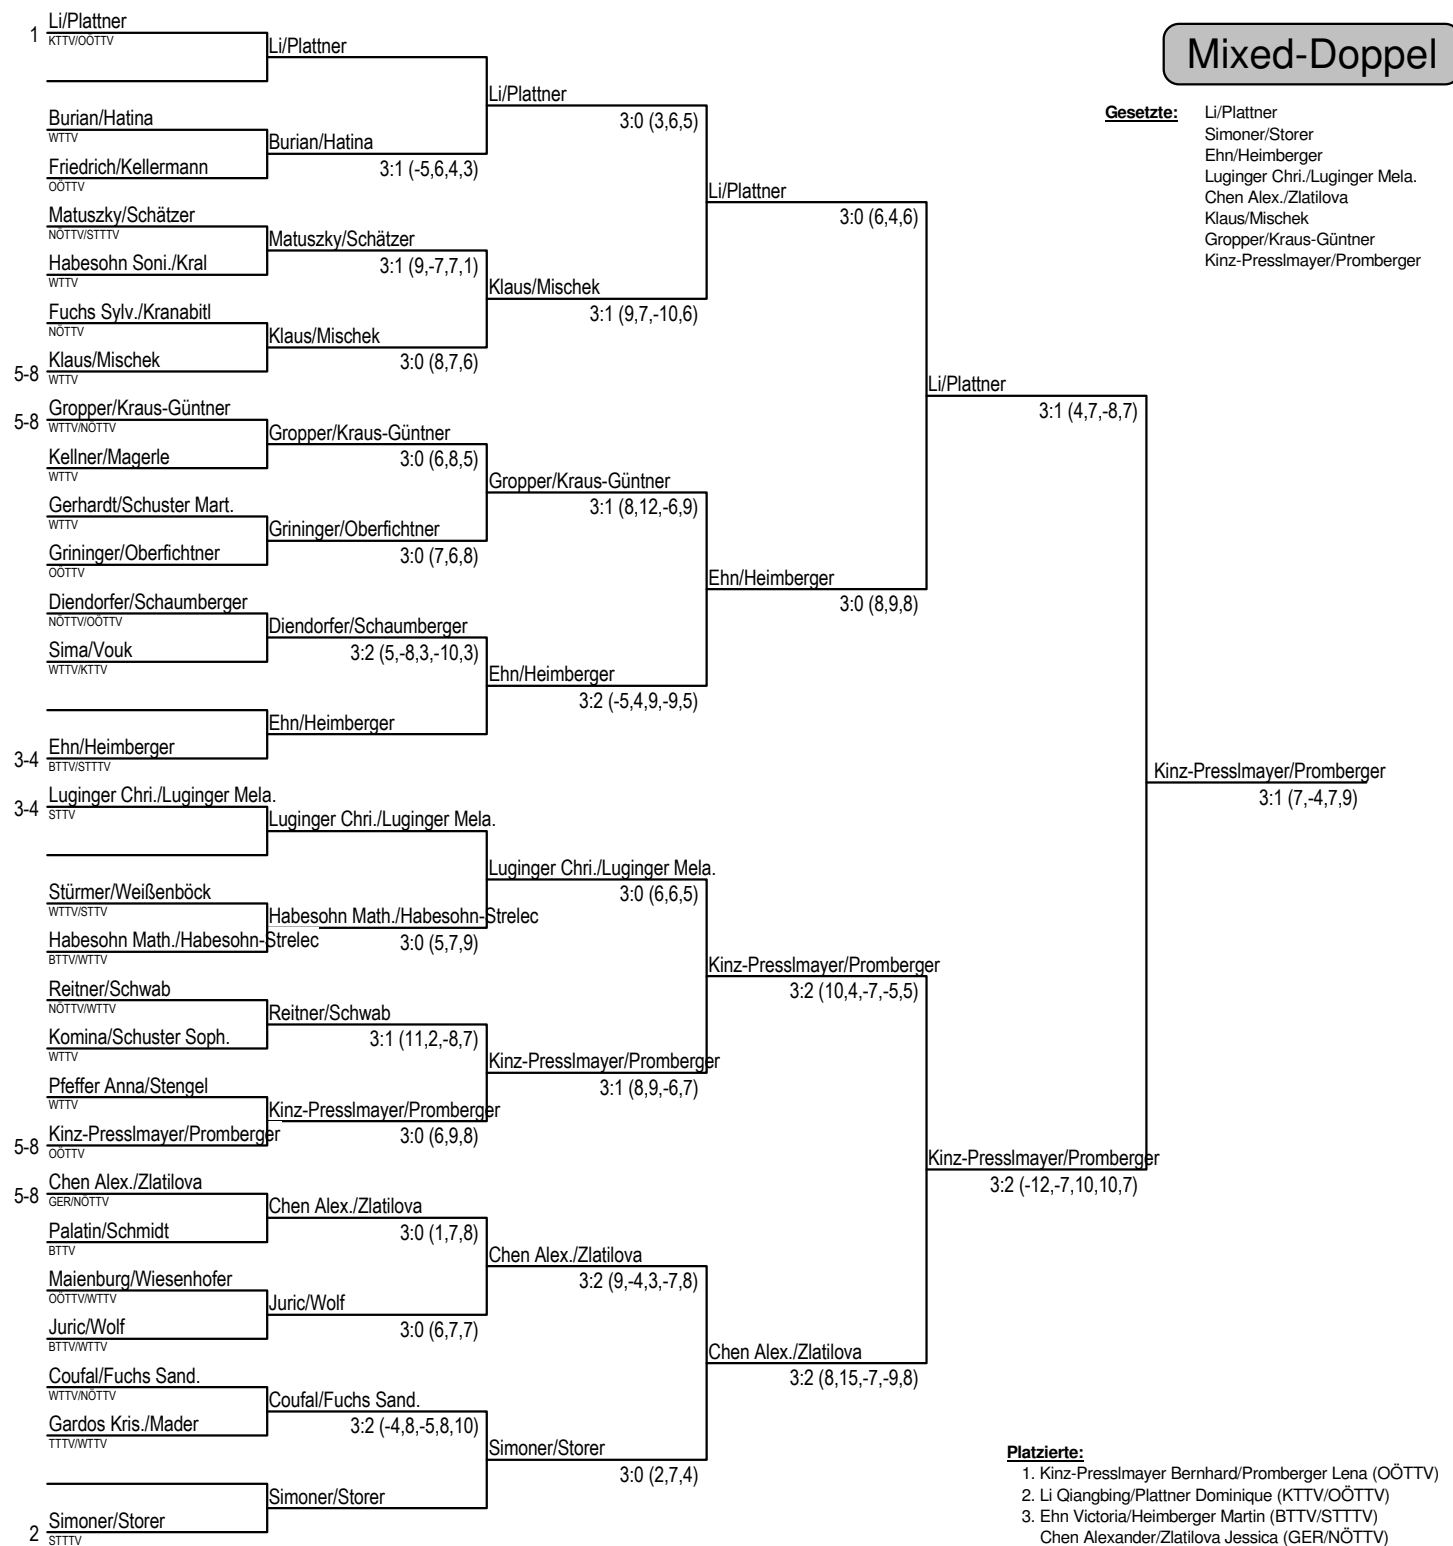 Mixed-Doppel
Gesetzte: Li/Plattner
Simoner/Storer
Ehn/Heimberger
Luginger Chri./Luginger Mela.
Chen Alex./Zlatilova
Klaus/Mischek
Gropper/Kraus-Güntner
Kinz-Presslmayer/Promberger
1 Li/Plattner
KTTV/OÖTTV
Burian/Hatina
WTTV
Friedrich/Kellermann
OÖTTV
Matuszky/Schätzer
NÖTTV/STTTV
Habesohn Soni./Kral
WTTV
Fuchs Sylv./Kranabitl
NÖTTV
5-8 Klaus/Mischek
WTTV
5-8 Gropper/Kraus-Güntner
WTTV/NÖTTV
Kellner/Magerle
WTTV
Gerhardt/Schuster Mart.
WTTV
Grininger/Oberfichtner
OÖTTV
Diendorfer/Schaumberger
NÖTTV/OÖTTV
Sima/Vouk
WTTV/KTTV
3-4 Ehn/Heimberger
BTTV/STTTV
3-4 Luginger Chri./Luginger Mela.
STTV
Stürmer/Weißenböck
WTTV/STTV
Habesohn Math./Habesohn-Strelec
BTTV/WTTV
Reitner/Schwab
NÖTTV/WTTV
Komina/Schuster Soph.
WTTV
Pfeffer Anna/Stengel
WTTV
5-8 Kinz-Presslmayer/Promberger
OÖTTV
5-8 Chen Alex./Zlatilova
GER/NÖTTV
Palatin/Schmidt
BTTV
Maienburg/Wiesenhofer
OÖTTV/WTTV
Juric/Wolf
BTTV/WTTV
Coufal/Fuchs Sand.
WTTV/NÖTTV
Gardos Kris./Mader
TTTV/WTTV
2 Simoner/Storer
STTTV
Li/Plattner
Burian/Hatina
3:1 (-5,6,4,3)
Matuszky/Schätzer
3:1 (9,-7,7,1)
Klaus/Mischek
3:0 (8,7,6)
Gropper/Kraus-Güntner
3:0 (6,8,5)
Grininger/Oberfichtner
3:0 (7,6,8)
Diendorfer/Schaumberger
3:2 (5,-8,3,-10,3)
Ehn/Heimberger
Luginger Chri./Luginger Mela.
Habesohn Math./Habesohn-Strelec
3:0 (5,7,9)
Reitner/Schwab
3:1 (11,2,-8,7)
Kinz-Presslmayer/Promberger
3:0 (6,9,8)
Chen Alex./Zlatilova
3:0 (1,7,8)
Juric/Wolf
3:0 (6,7,7)
Coufal/Fuchs Sand.
3:2 (-4,8,-5,8,10)
Simoner/Storer
Li/Plattner
3:0 (3,6,5)
Klaus/Mischek
3:1 (9,7,-10,6)
Gropper/Kraus-Güntner
3:1 (8,12,-6,9)
Ehn/Heimberger
3:2 (-5,4,9,-9,5)
Luginger Chri./Luginger Mela.
3:0 (6,6,5)
Kinz-Presslmayer/Promberger
3:1 (8,9,-6,7)
Chen Alex./Zlatilova
3:2 (9,-4,3,-7,8)
Simoner/Storer
3:0 (2,7,4)
Li/Plattner
3:0 (6,4,6)
Ehn/Heimberger
3:0 (8,9,8)
Kinz-Presslmayer/Promberger
3:2 (10,4,-7,-5,5)
Chen Alex./Zlatilova
3:2 (8,15,-7,-9,8)
Li/Plattner
3:1 (4,7,-8,7)
Kinz-Presslmayer/Promberger
3:2 (-12,-7,10,10,7)
Kinz-Presslmayer/Promberger
3:1 (7,-4,7,9)
Platzierte:
1. Kinz-Presslmayer Bernhard/Promberger Lena (OÖTTV)
2. Li Qiangbing/Plattner Dominique (KTTV/OÖTTV)
3. Ehn Victoria/Heimberger Martin (BTTV/STTTV)
Chen Alexander/Zlatilova Jessica (GER/NÖTTV)